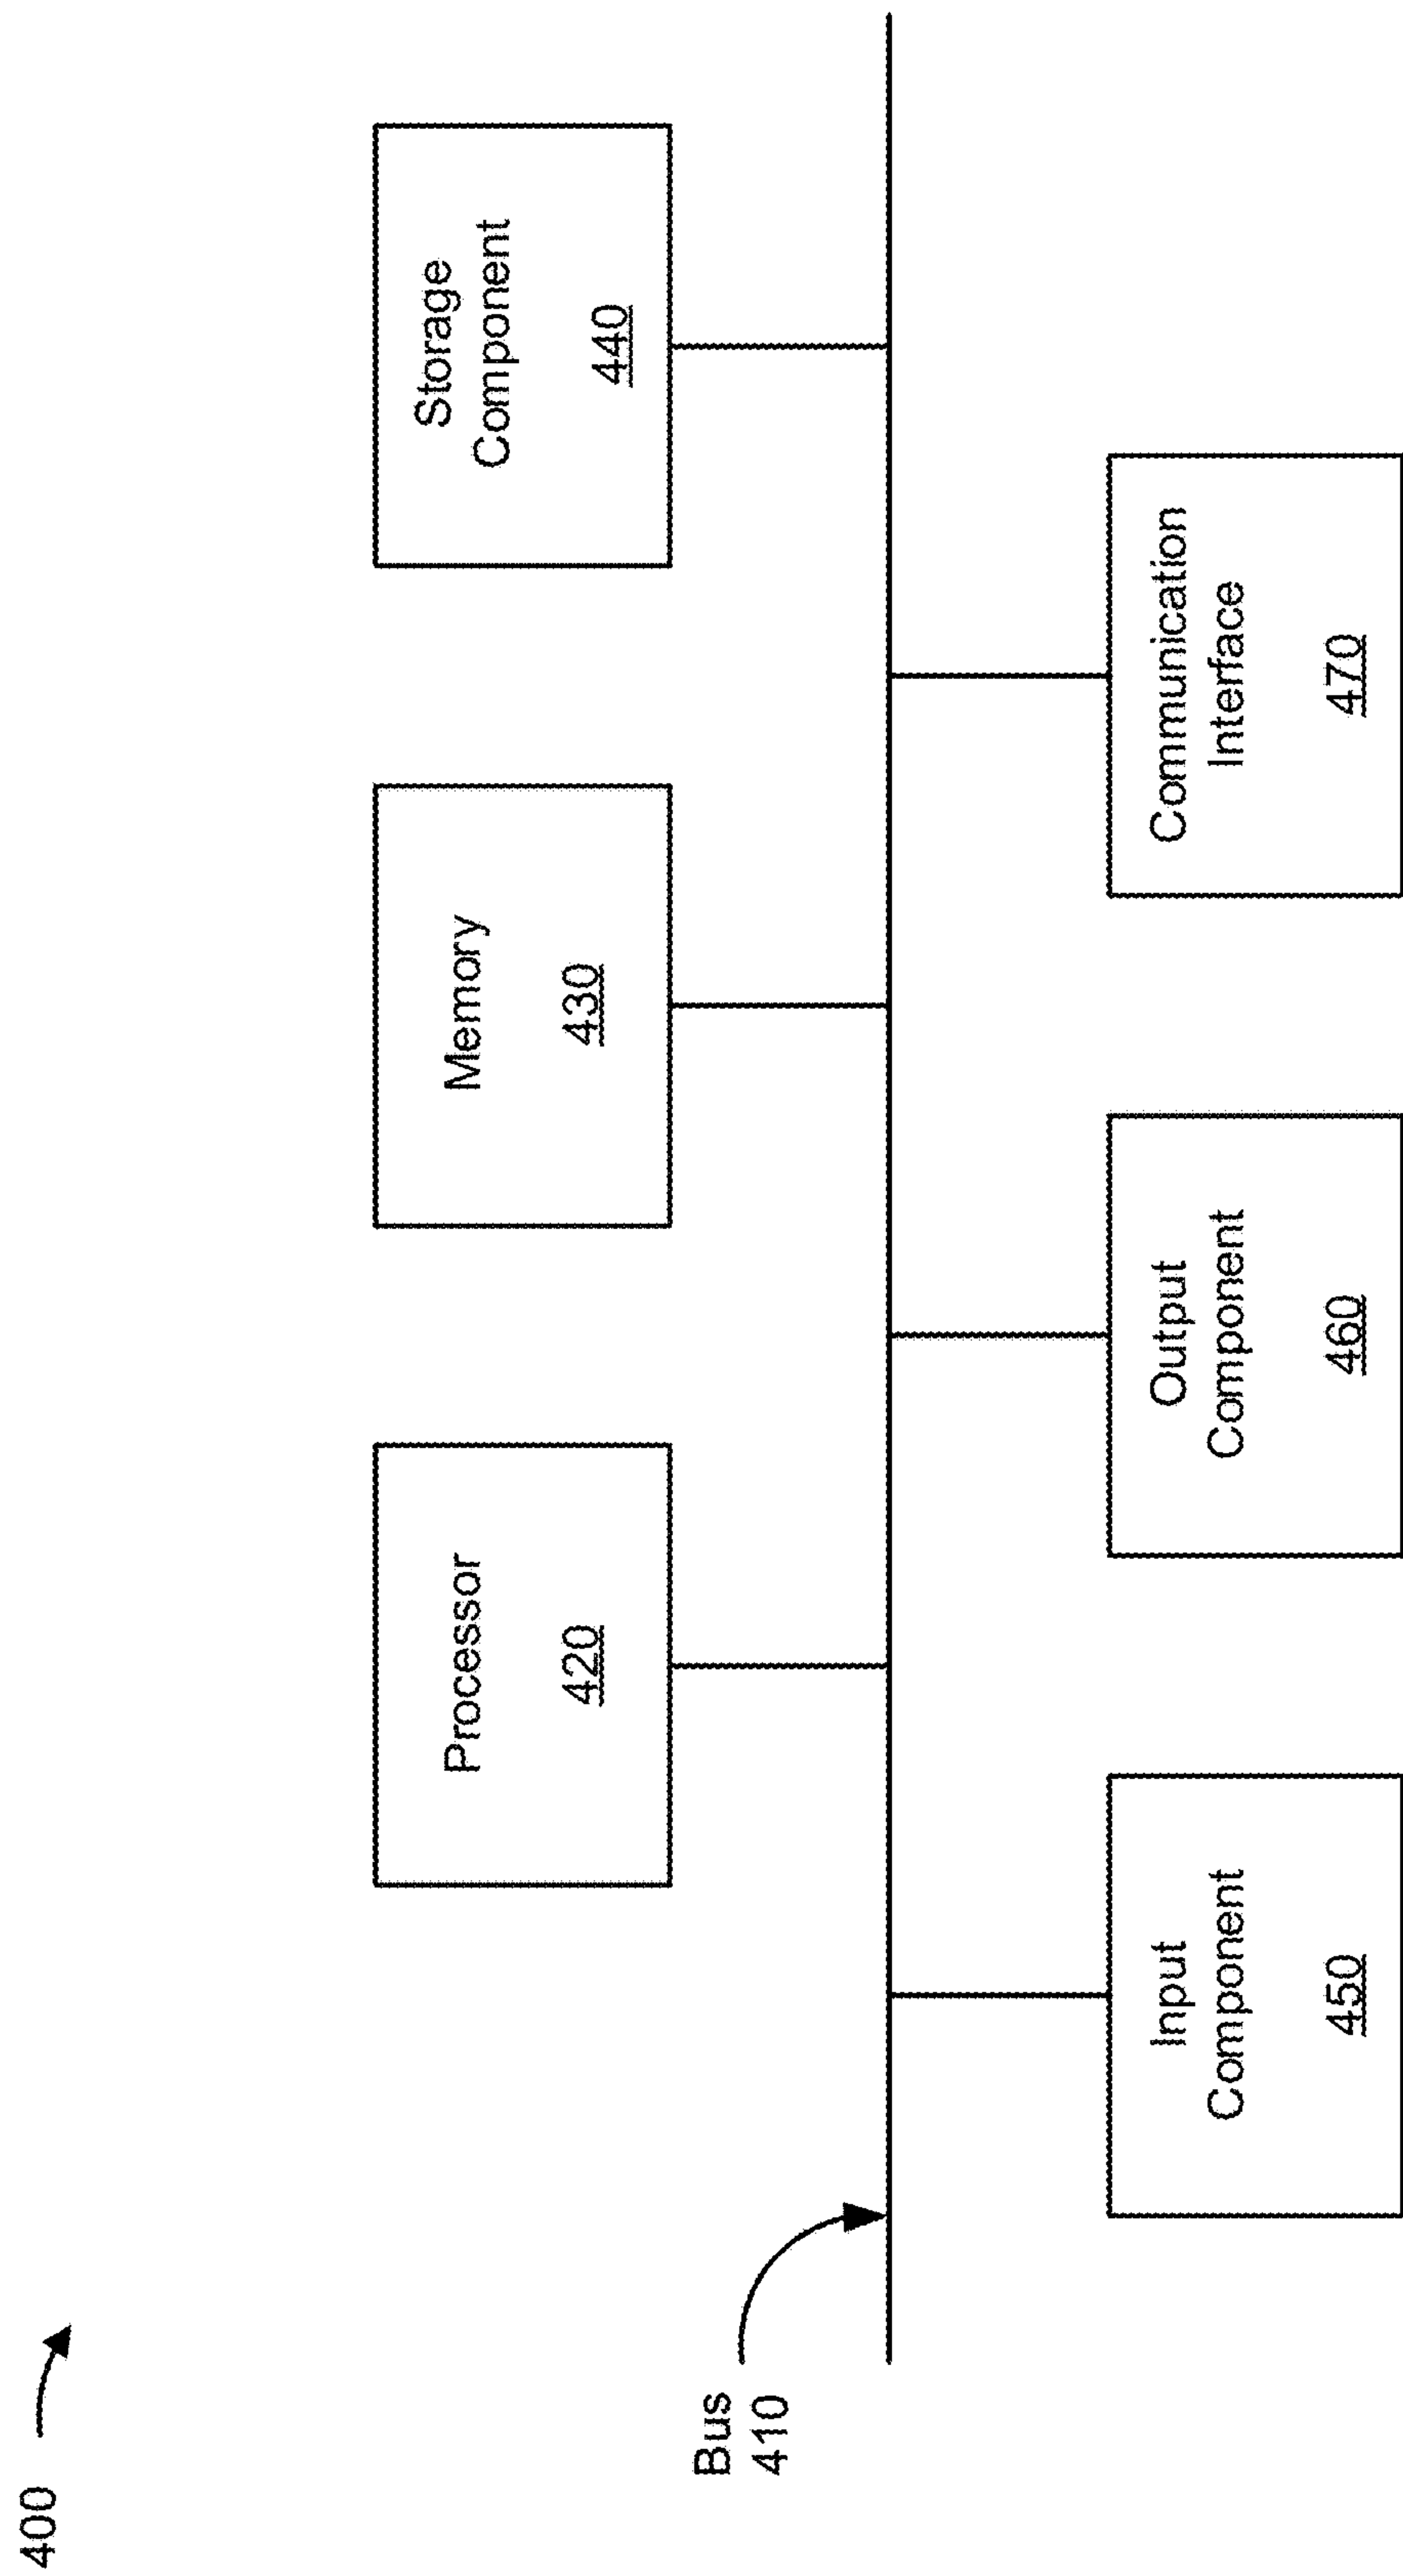 400
Processor
420
Memory
430
Storage
Component
440
Bus
410
Input
Component
450
Output
Component
460
Communication
Interface
470